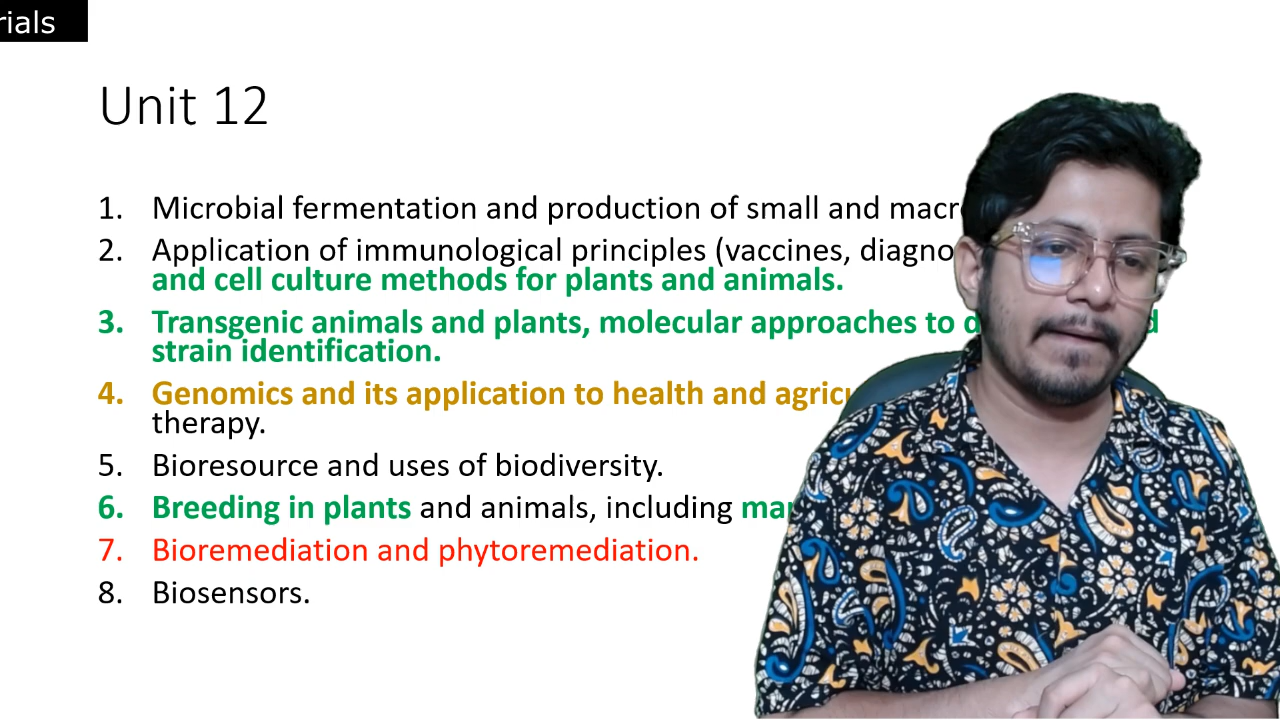 rials
Unit 12
1. Microbial fermentation and production of small and macr
2. Application of immunological principles (vaccines, diagno
and cell culture methods for plants and animals.
3. Transgenic animals and plants, molecular approaches to d d
strain identification.
4. Genomics and its application to health and agricu
therapy.
5. Bioresource and uses of biodiversity.
6. Breeding in plants and animals, including mar
7. Bioremediation and phytoremediation.
8. Biosensors.